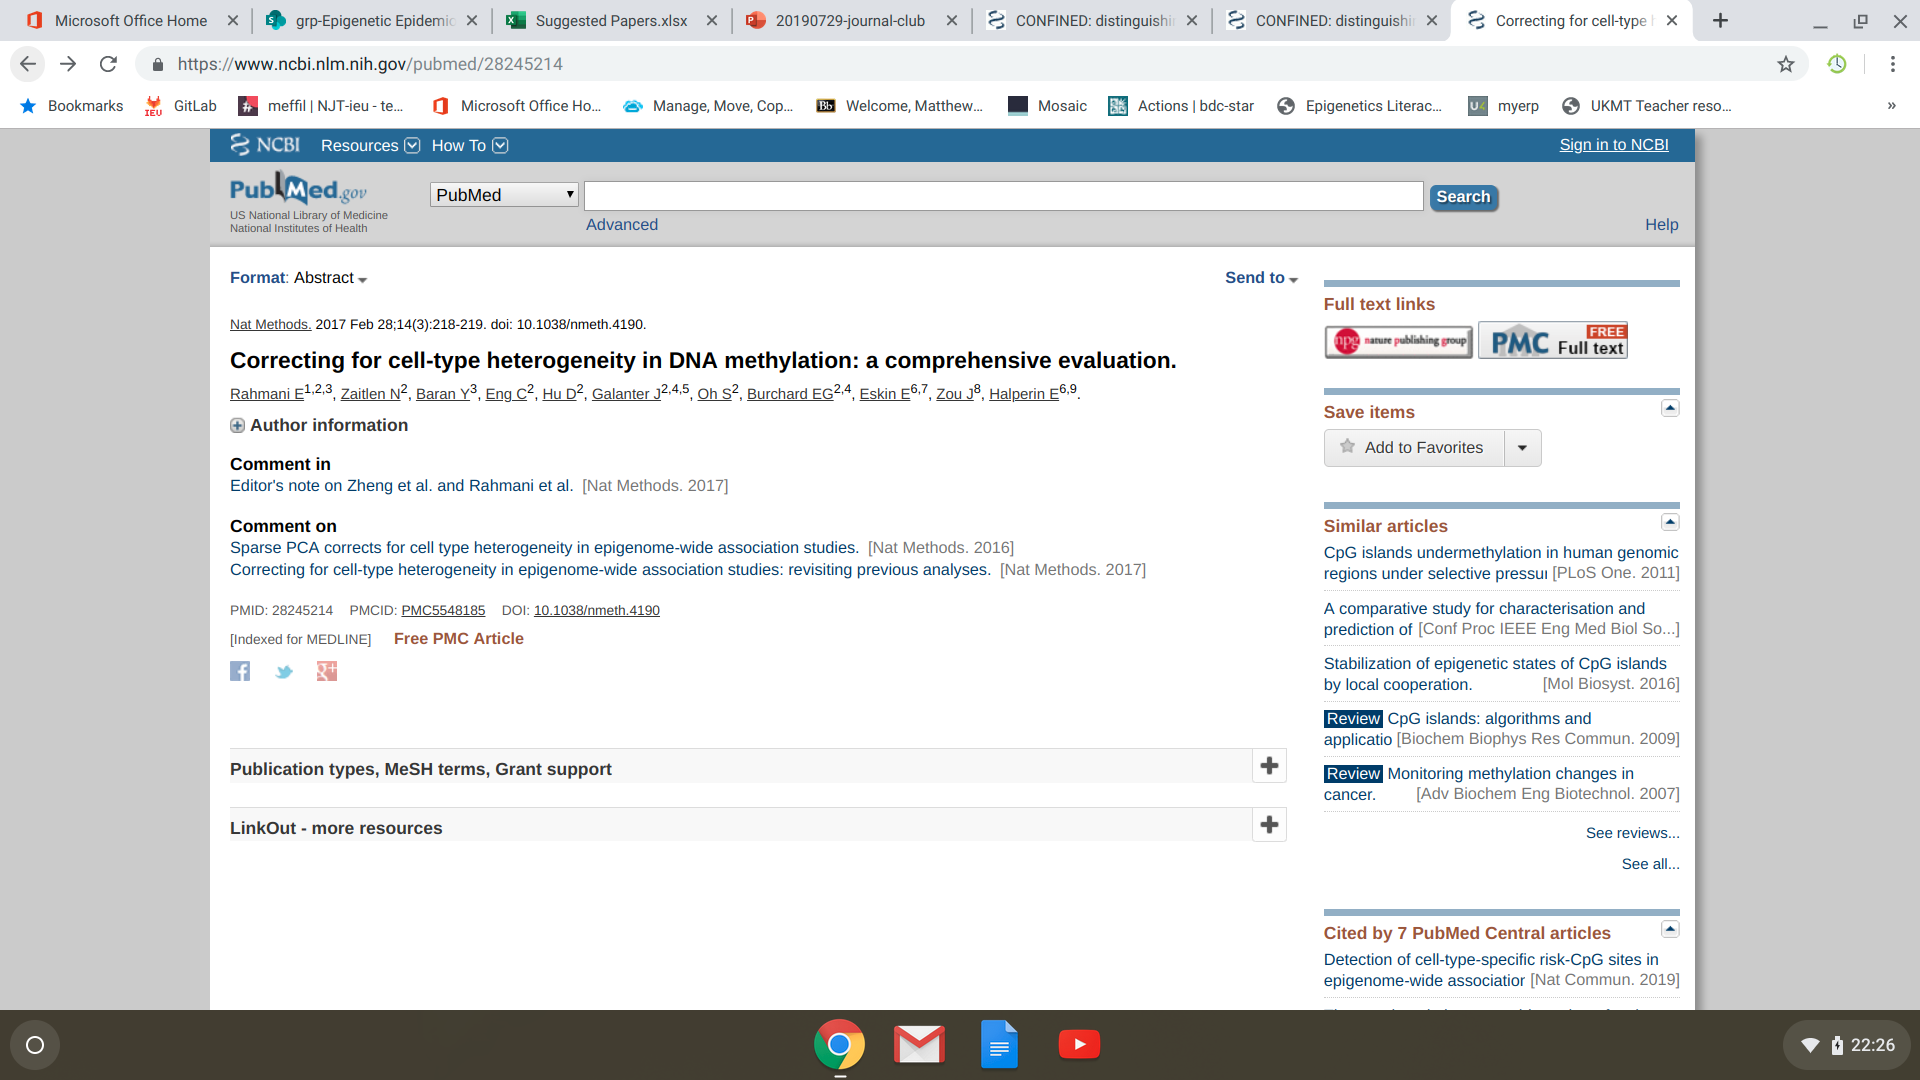 Microsoft Office Home
grp-Epigenetic Epidemic
Suggested Papers.xlsx
20190729-journal-club
CONFINED: distinguishin
CONFINED: distinguishin
Correcting for cell-type h
https://www.ncbi.nlm.nih.gov/pubmed/28245214
Bookmarks
GitLab
meffil | NJT-ieu - te...
Microsoft Office Ho...
Manage, Move, Cop...
Bb Welcome, Matthew...
Mosaic
Actions | bdc-star
Epigenetics Literac...
U4 myerp
UKMT Teacher reso...
»
NCBI Resources How To Sign in to NCBI
PubMed.gov
US National Library of Medicine
National Institutes of Health
PubMed Search
Advanced Help
Format: Abstract Send to
Nat Methods. 2017 Feb 28;14(3):218-219. doi: 10.1038/nmeth.4190.
Correcting for cell-type heterogeneity in DNA methylation: a comprehensive evaluation.
Rahmani E1,2,3, Zaitlen N2, Baran Y3, Eng C2, Hu D2, Galanter J2,4,5, Oh S2, Burchard EG2,4, Eskin E6,7, Zou J8, Halperin E6,9.
Author information
Comment in
Editor's note on Zheng et al. and Rahmani et al. [Nat Methods. 2017]
Comment on
Sparse PCA corrects for cell type heterogeneity in epigenome-wide association studies. [Nat Methods. 2016]
Correcting for cell-type heterogeneity in epigenome-wide association studies: revisiting previous analyses. [Nat Methods. 2017]
PMID: 28245214 PMCID: PMC5548185 DOI: 10.1038/nmeth.4190
[Indexed for MEDLINE] Free PMC Article
Publication types, MeSH terms, Grant support
LinkOut - more resources
Full text links
npg nature publishing group
PMC FREE Full text
Save items
Add to Favorites
Similar articles
CpG islands undermethylation in human genomic
regions under selective pressu [PLoS One. 2011]
A comparative study for characterisation and
prediction of [Conf Proc IEEE Eng Med Biol So...]
Stabilization of epigenetic states of CpG islands
by local cooperation. [Mol Biosyst. 2016]
Review CpG islands: algorithms and
applicatio [Biochem Biophys Res Commun. 2009]
Review Monitoring methylation changes in
cancer. [Adv Biochem Eng Biotechnol. 2007]
See reviews...
See all...
Cited by 7 PubMed Central articles
Detection of cell-type-specific risk-CpG sites in
epigenome-wide association [Nat Commun. 2019]
22:26